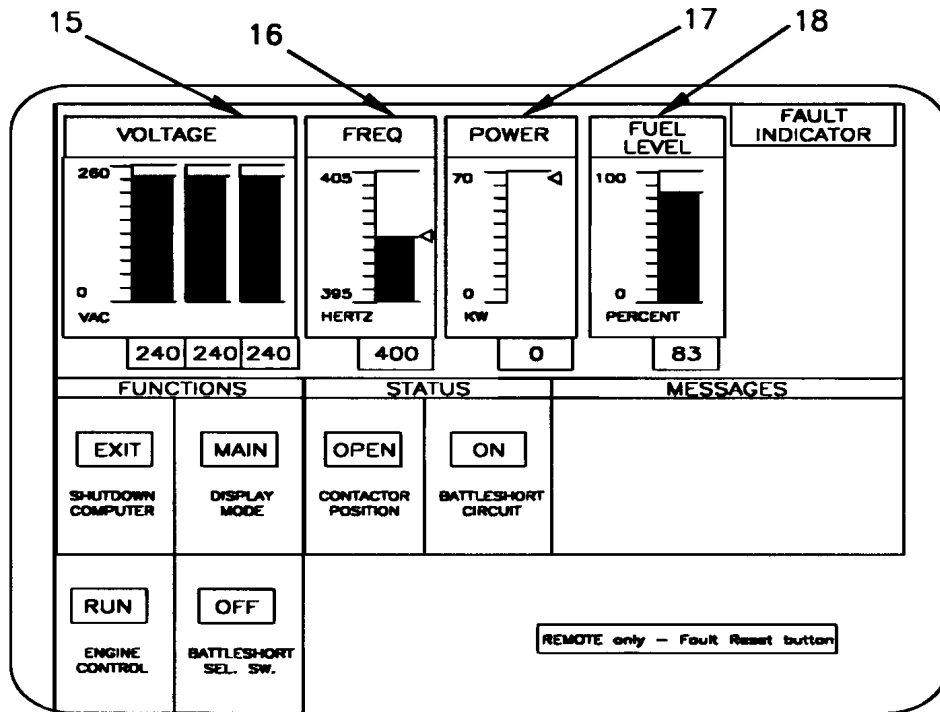 15
16
17
18
VOLTAGE
260
0
VAC
240 240 240
FREQ
405
395
HERTZ
400
POWER
70
0
KW
0
FUEL
LEVEL
100
0
PERCENT
83
FAULT
INDICATOR
FUNCTIONS
EXIT
SHUTDOWN
COMPUTER
MAIN
DISPLAY
MODE
RUN
ENGINE
CONTROL
OFF
BATTLESHORT
SEL. SW.
STATUS
OPEN
CONTACTOR
POSITION
ON
BATTLESHORT
CIRCUIT
MESSAGES
REMOTE only – Fault Reset button